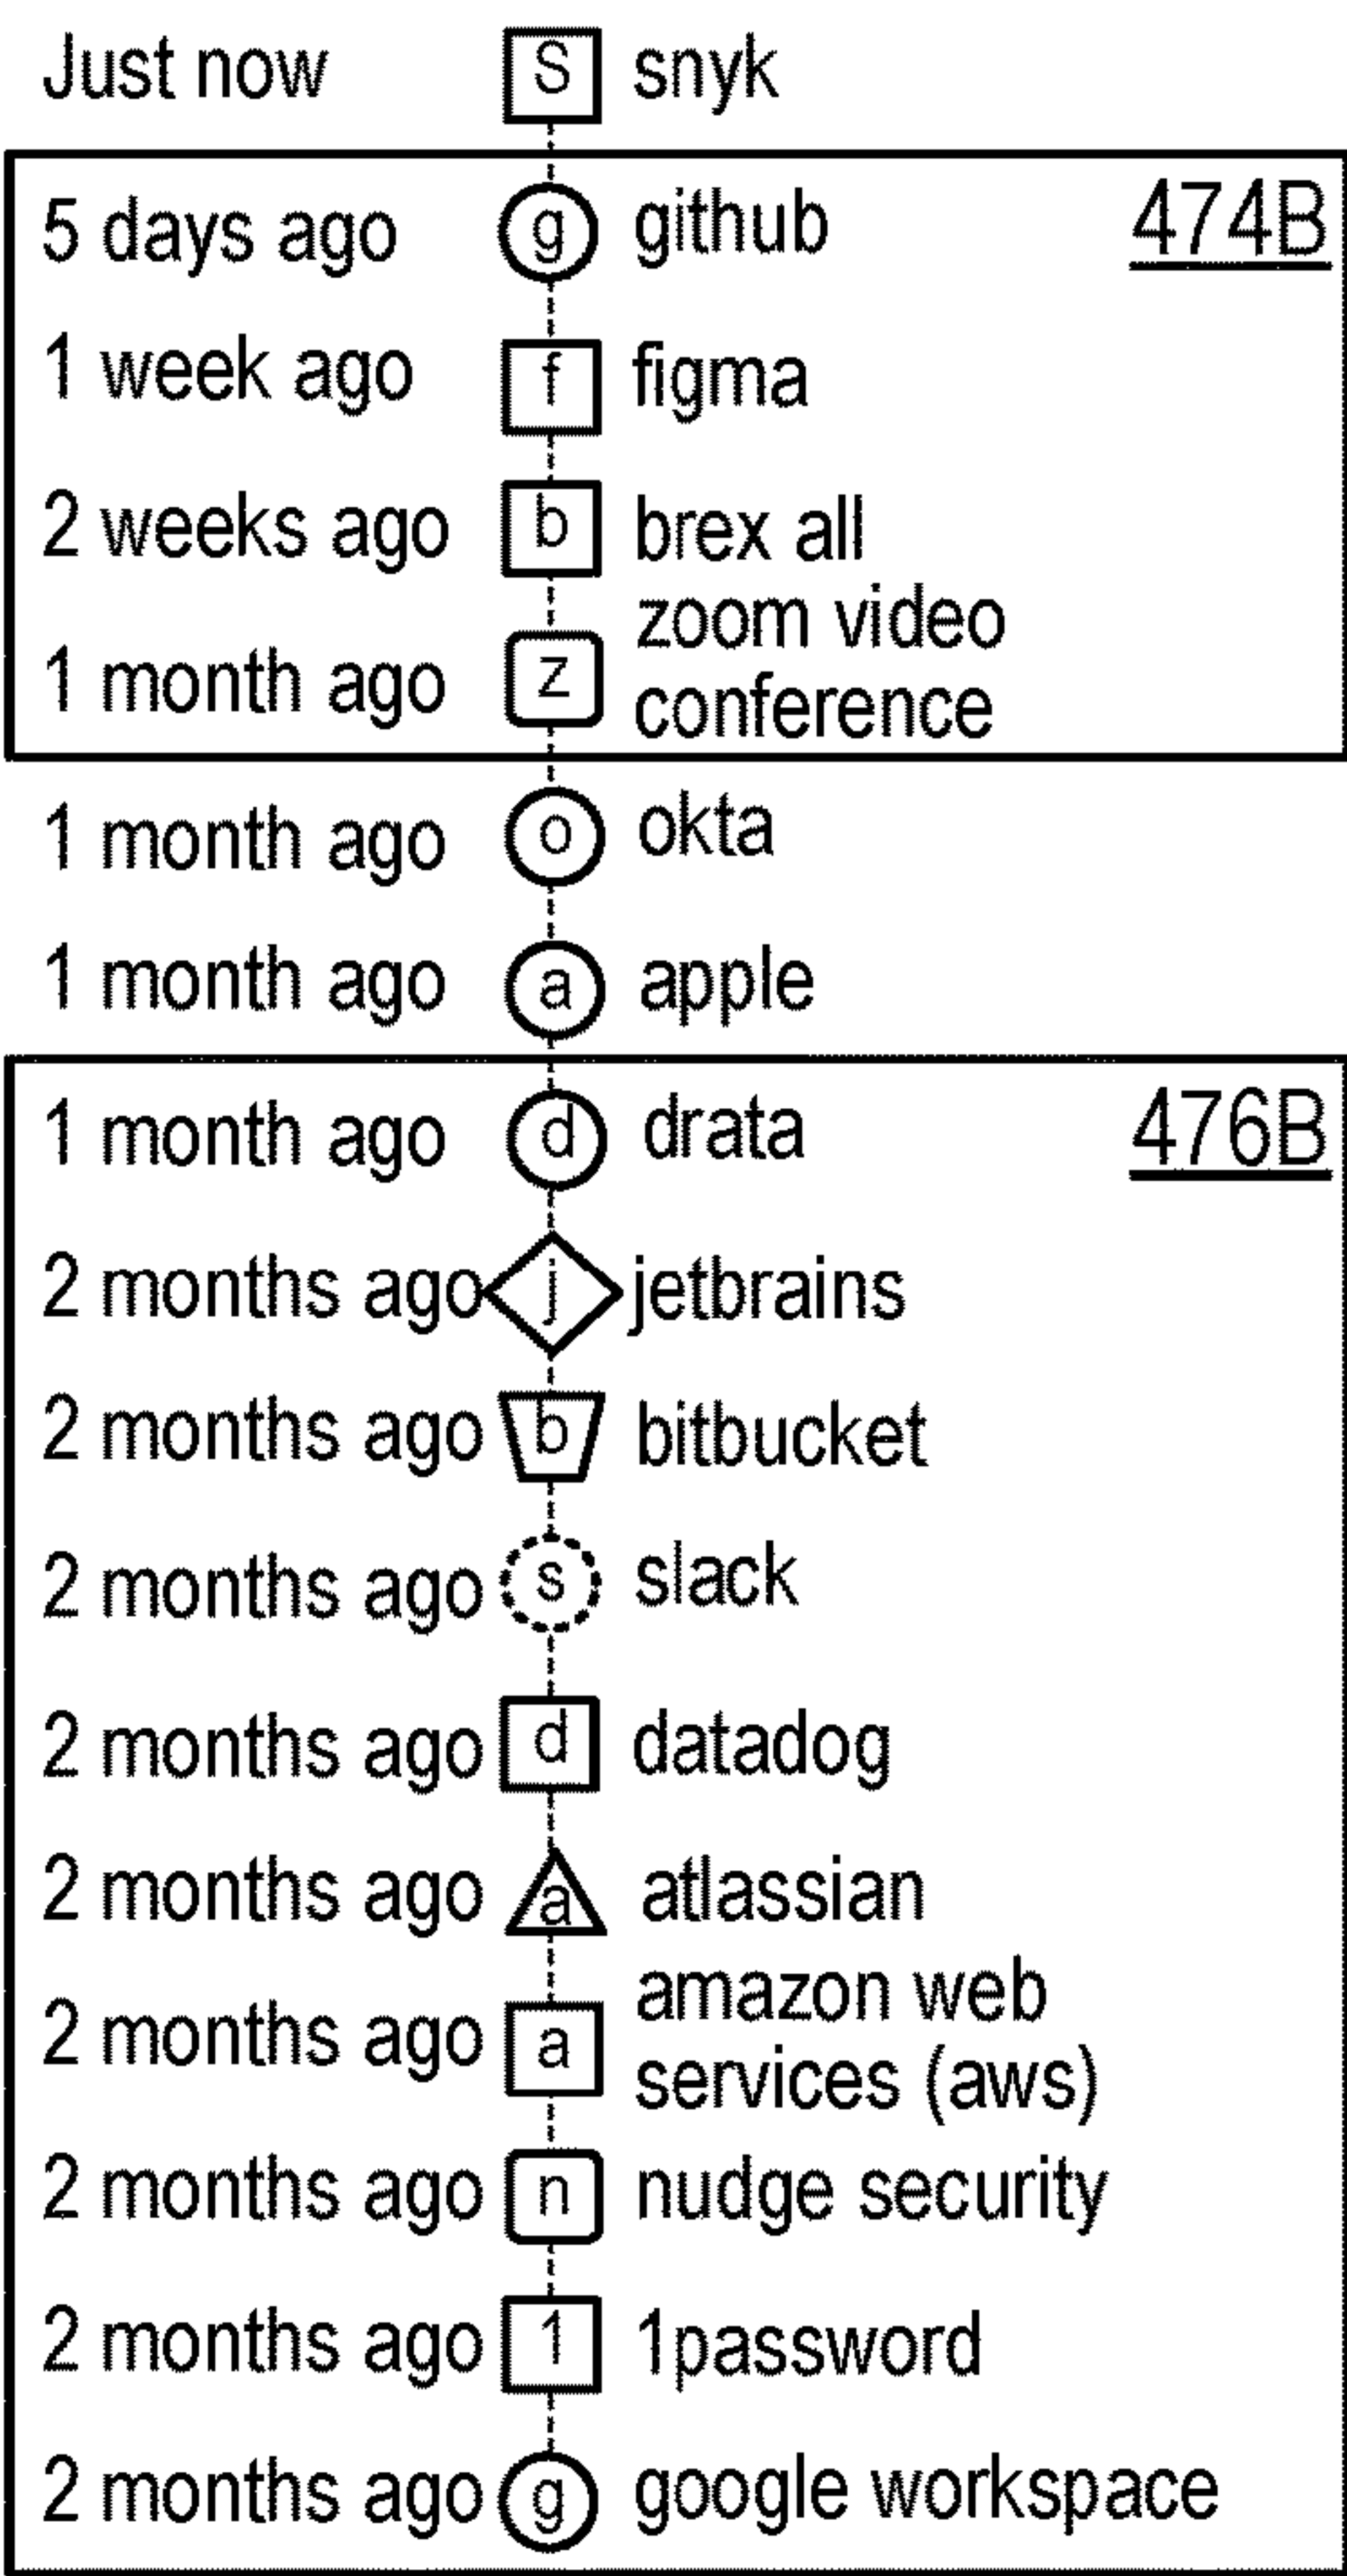 Just now S snyk
5 days ago g github 474B
1 week ago f figma
2 weeks ago b brex all
1 month ago z zoom video
conference
1 month ago o okta
1 month ago a apple
1 month ago d drata 476B
2 months ago j jetbrains
2 months ago b bitbucket
2 months ago s slack
2 months ago d datadog
2 months ago a atlassian
2 months ago a amazon web
services (aws)
2 months ago n nudge security
2 months ago 1 1password
2 months ago g google workspace